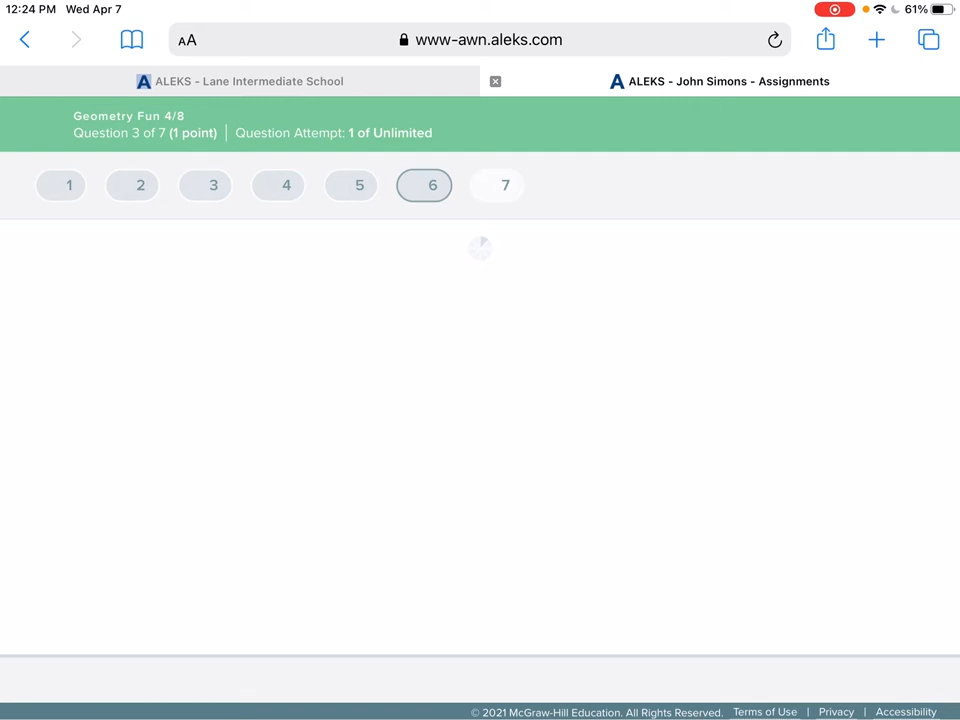 12:24 PM Wed Apr 7
61%
AA
www-awn.aleks.com
ALEKS - Lane Intermediate School
ALEKS - John Simons - Assignments
Geometry Fun 4/8
Question 3 of 7 (1 point) | Question Attempt: 1 of Unlimited
1 2 3 4 5 6 7
© 2021 McGraw-Hill Education. All Rights Reserved. Terms of Use | Privacy | Accessibility